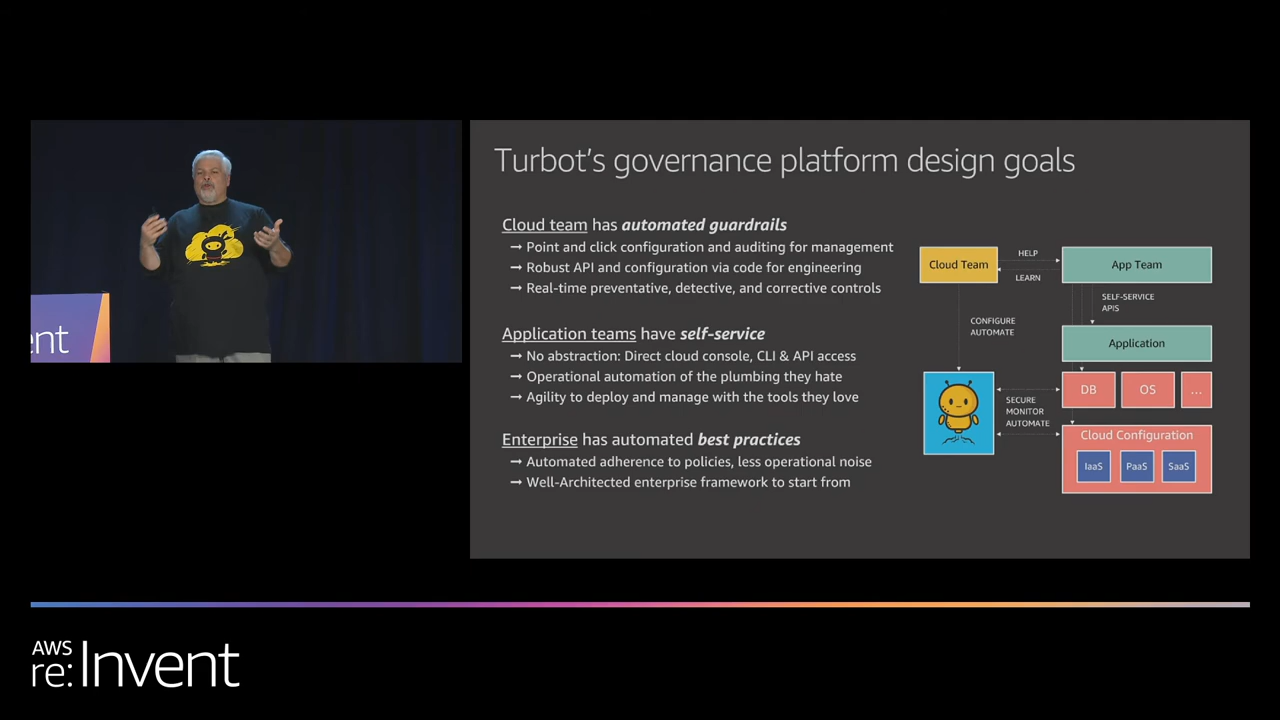 Turbot's governance platform design goals
Cloud team has automated guardrails
→ Point and click configuration and auditing for management
→ Robust API and configuration via code for engineering
→ Real-time preventative, detective, and corrective controls
Application teams have self-service
→ No abstraction: Direct cloud console, CLI & API access
→ Operational automation of the plumbing they hate
→ Agility to deploy and manage with the tools they love
Enterprise has automated best practices
→ Automated adherence to policies, less operational noise
→ Well-Architected enterprise framework to start from
Cloud Team
HELP
LEARN
App Team
SELF-SERVICE
APIS
CONFIGURE
AUTOMATE
Application
DB
OS
...
SECURE
MONITOR
AUTOMATE
Cloud Configuration
IaaS
PaaS
SaaS
ent
AWS
re:Invent